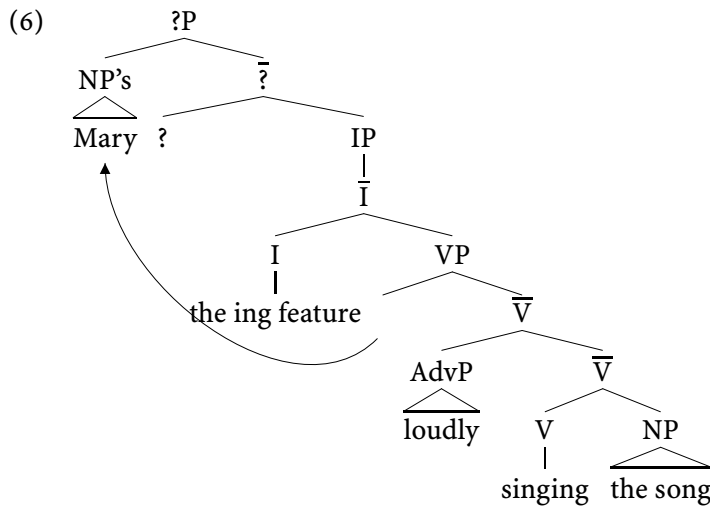 (6)
?P
NP's ?̅
Mary ? IP
I̅
I VP
the ing feature V̅
AdvP V̅
loudly V NP
singing the song